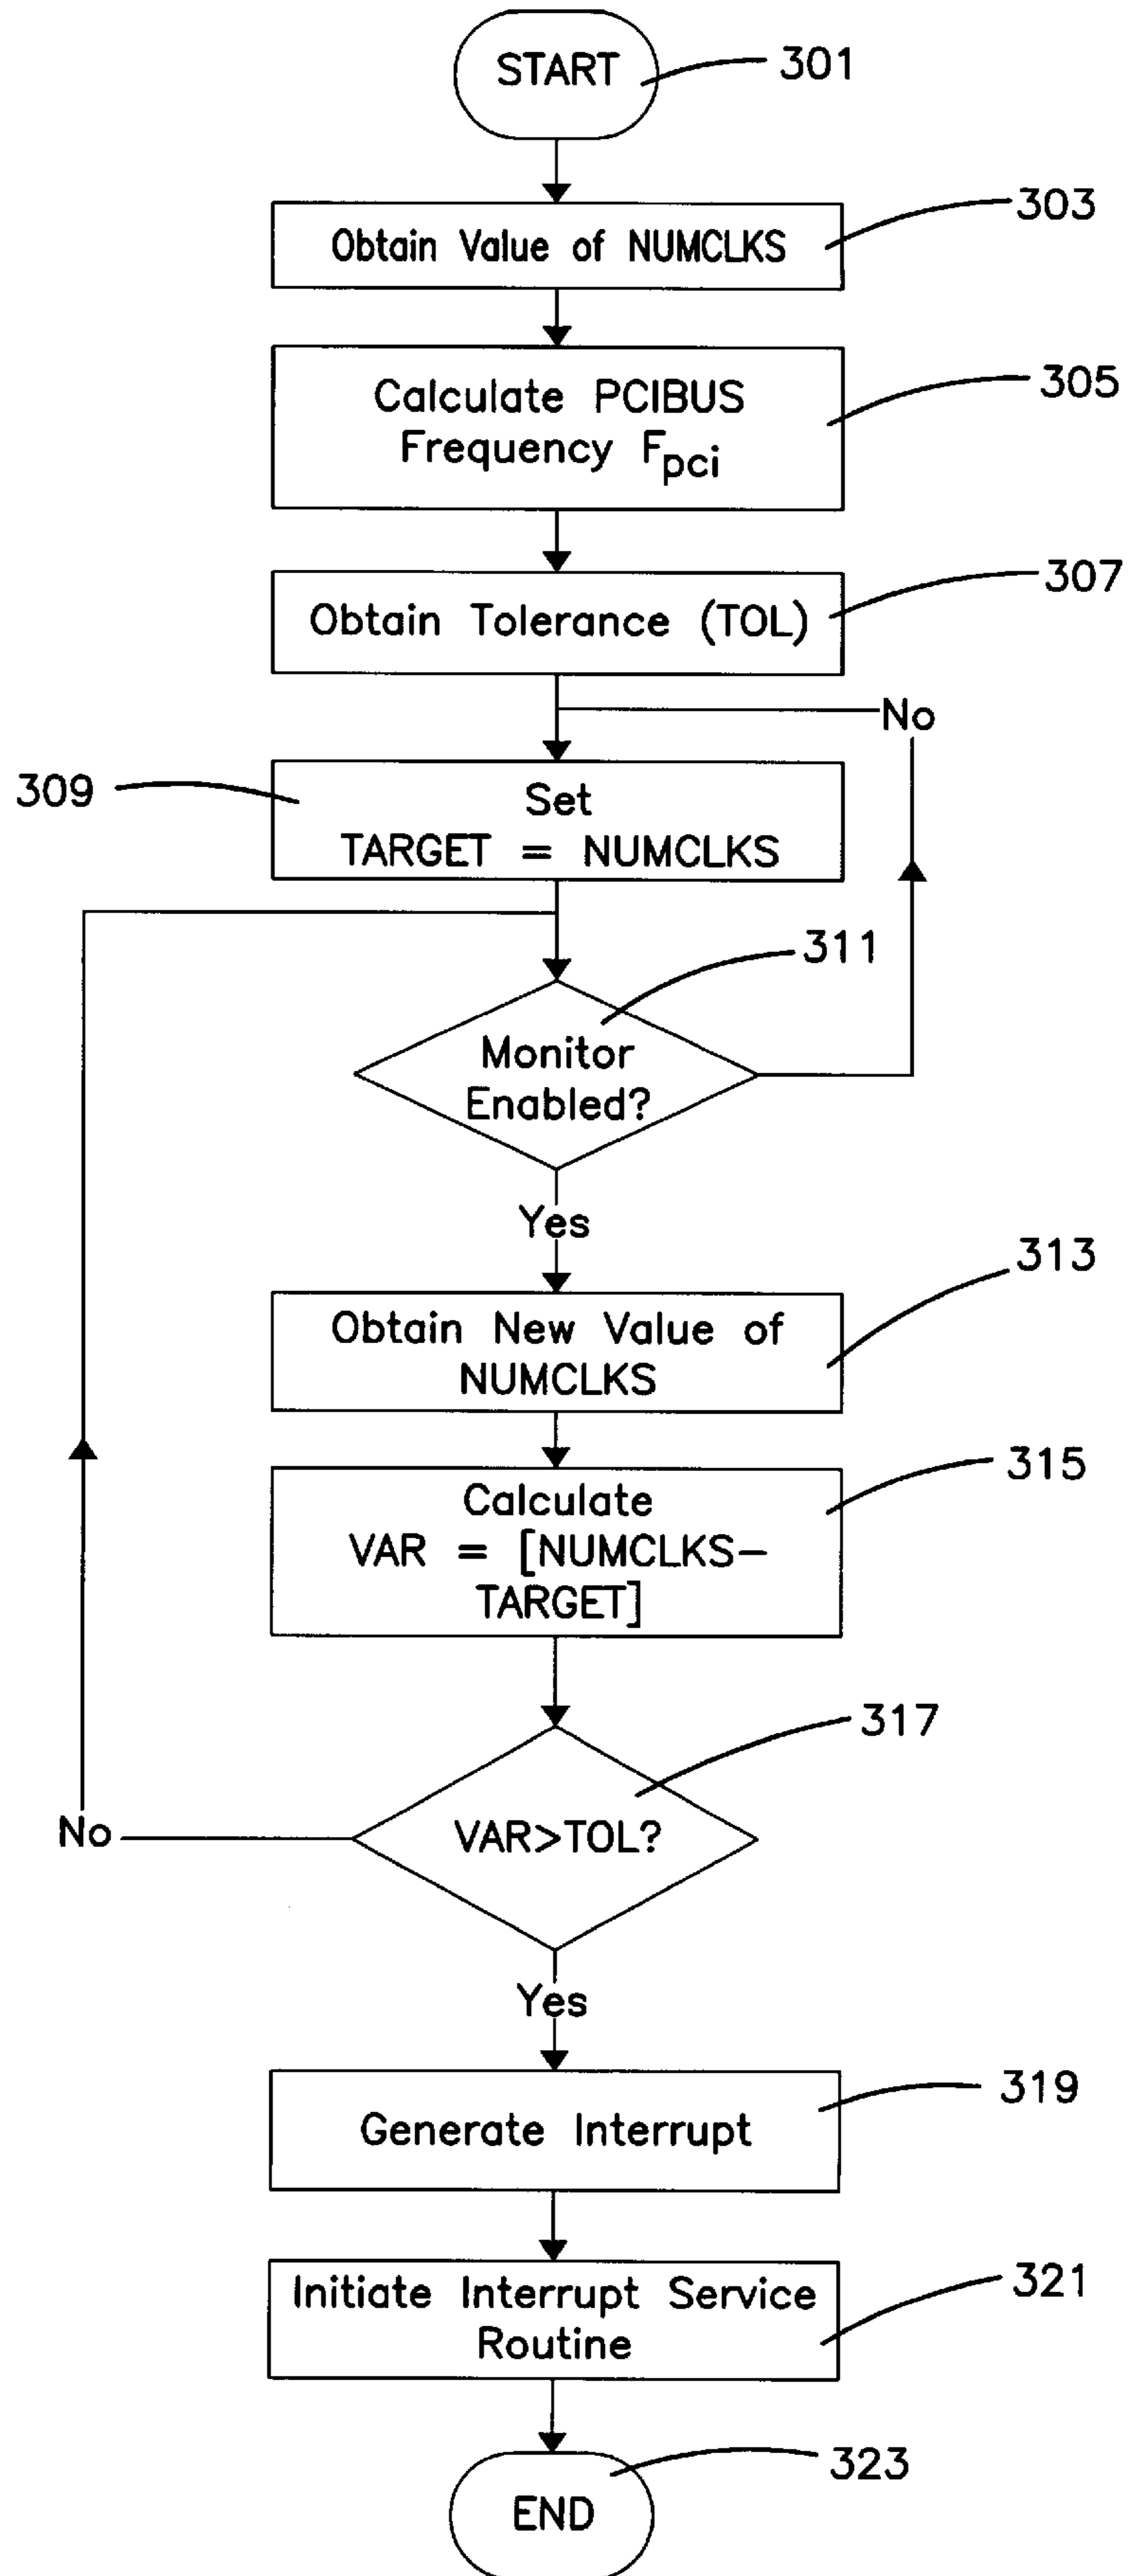 START
301
Obtain Value of NUMCLKS
303
Calculate PCIBUS
Frequency Fpci
305
Obtain Tolerance (TOL)
307
No
Set
TARGET = NUMCLKS
309
Monitor
Enabled?
311
Yes
Obtain New Value of
NUMCLKS
313
Calculate
VAR = [NUMCLKS–
TARGET]
315
VAR>TOL?
317
No
Yes
Generate Interrupt
319
Initiate Interrupt Service
Routine
321
END
323